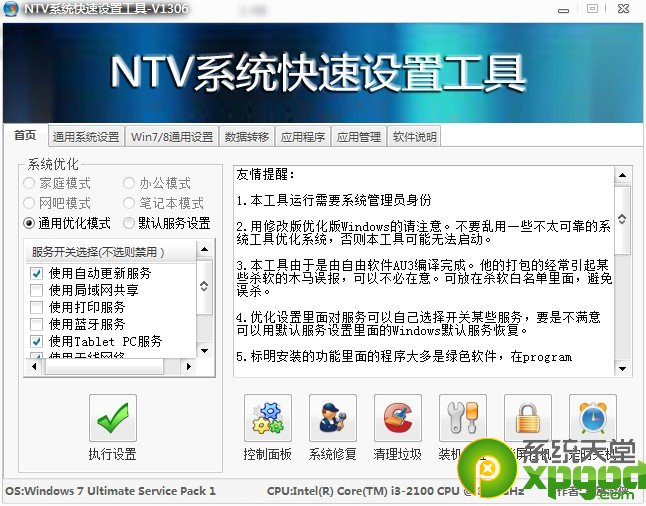 NTV系统快速设置工具-V1306
NTV系统快速设置工具
首页 通用系统设置 Win7/8通用设置 数据转移 应用程序 应用管理 软件说明
系统优化
家庭模式 办公模式
网吧模式 笔记本模式
通用优化模式 默认服务设置
服务开关选择(不选则禁用)
使用自动更新服务
使用局域网共享
使用打印服务
使用蓝牙服务
使用Tablet PC服务
使用无线网络
执行设置
友情提醒:
1.本工具运行需要系统管理员身份
2.用修改版优化版Windows的请注意。不要乱用一些不太可靠的系
统工具优化系统，否则本工具可能无法启动。
3.本工具由于是由自由软件AU3编译完成。他的打包的经常引起某
些杀软的木马误报，可以不必在意。可放在杀软白名单里面，避免
误杀。
4.优化设置里面对服务可以自己选择开关某些服务，要是不满意
可以用默认服务设置里面的Windows默认服务恢复。
5.标明安装的功能里面的程序大多是绿色软件，在program
控制面板 系统修复 清理垃圾 装机
系统天堂
xpgod
.com
OS:Windows 7 Ultimate Service Pack 1 CPU:Intel(R) Core(TM) i3-2100 CPU @ GHz 作者: